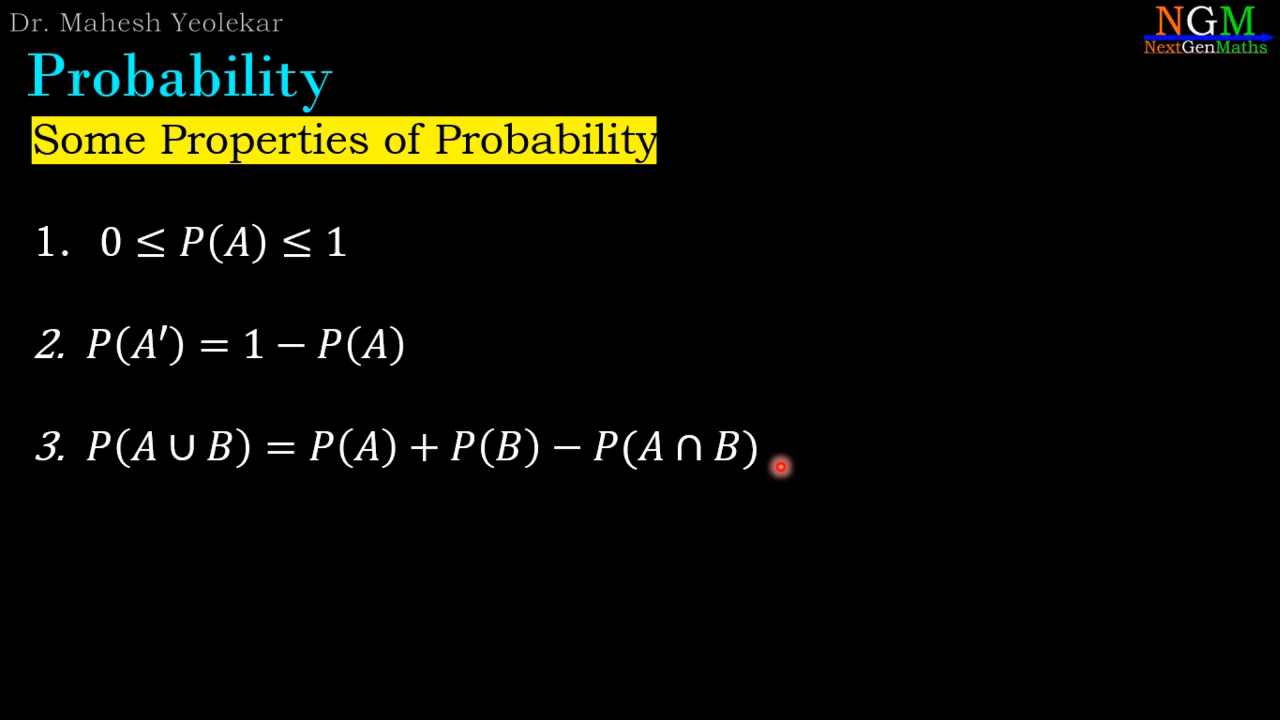 Dr. Mahesh Yeolekar
NGM
NextGenMaths
Probability
Some Properties of Probability
1. 0 ≤ P(A) ≤ 1
2. P(A′) = 1 − P(A)
3. P(A ∪ B) = P(A) + P(B) − P(A ∩ B)